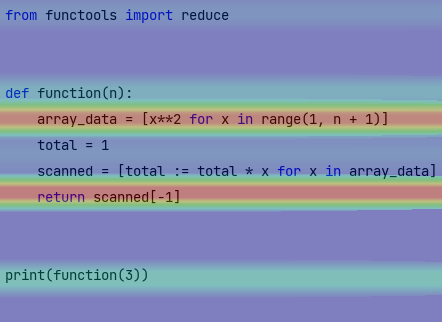 from functools import reduce
def function(n):
    array_data = [x**2 for x in range(1, n + 1)]
    total = 1
    scanned = [total := total * x for x in array_data]
    return scanned[-1]
print(function(3))